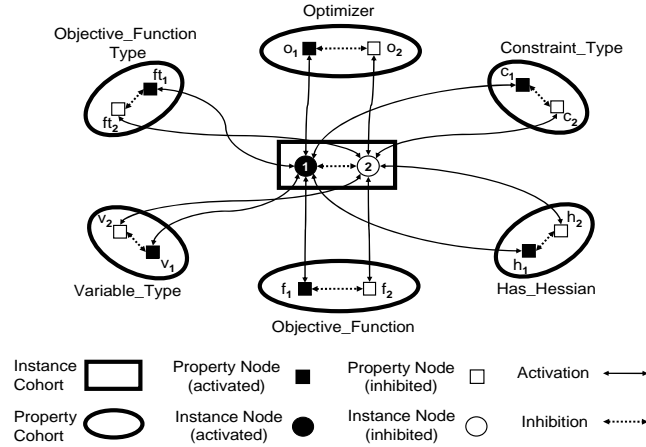 Optimizer
Objective_Function
Type
Constraint_Type
o1
o2
ft1
ft2
c1
c2
1
2
v2
v1
h2
h1
f1
f2
Variable_Type
Has_Hessian
Objective_Function
Instance
Cohort
Property Node
(activated)
Property Node
(inhibited)
Activation
Property
Cohort
Instance Node
(activated)
Instance Node
(inhibited)
Inhibition